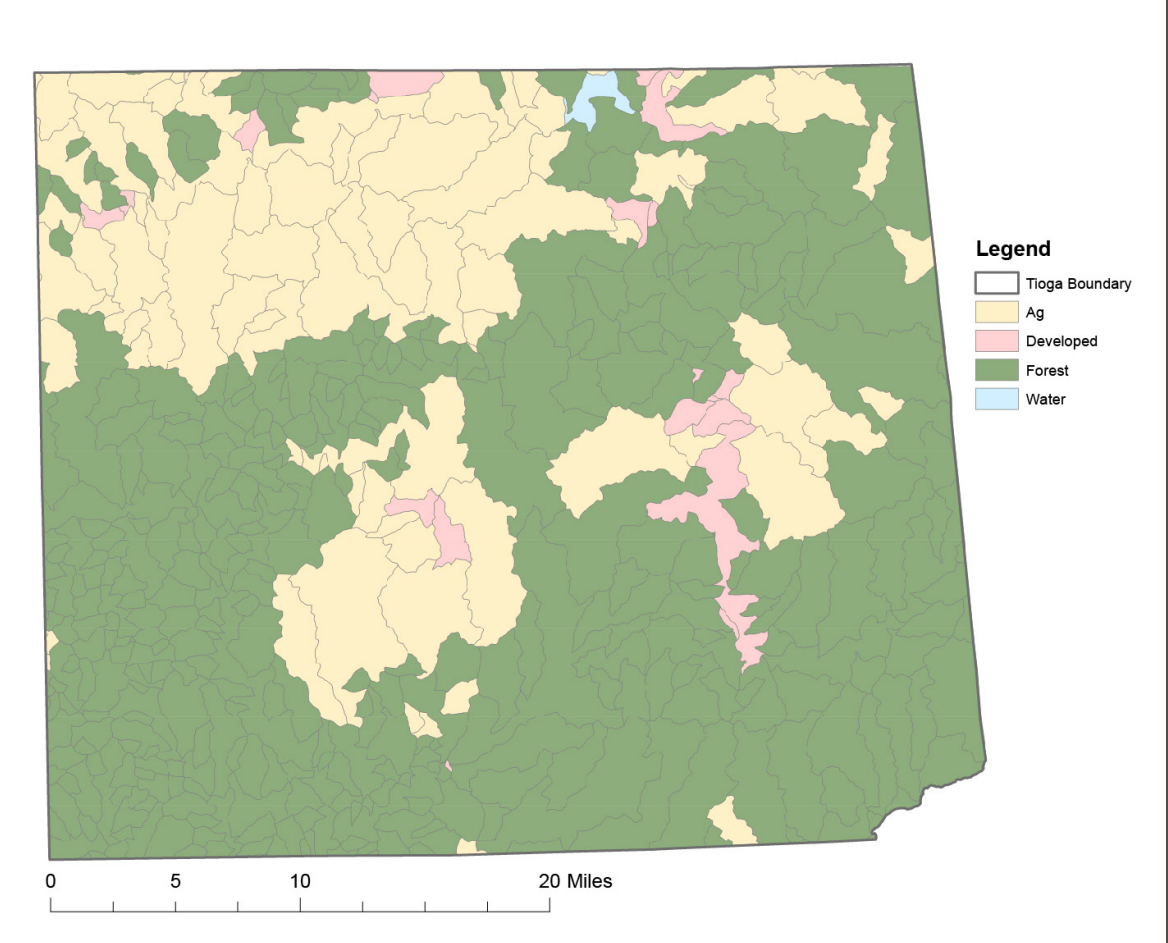 Legend
Tioga Boundary
Ag
Developed
Forest
Water
0 5 10 20 Miles